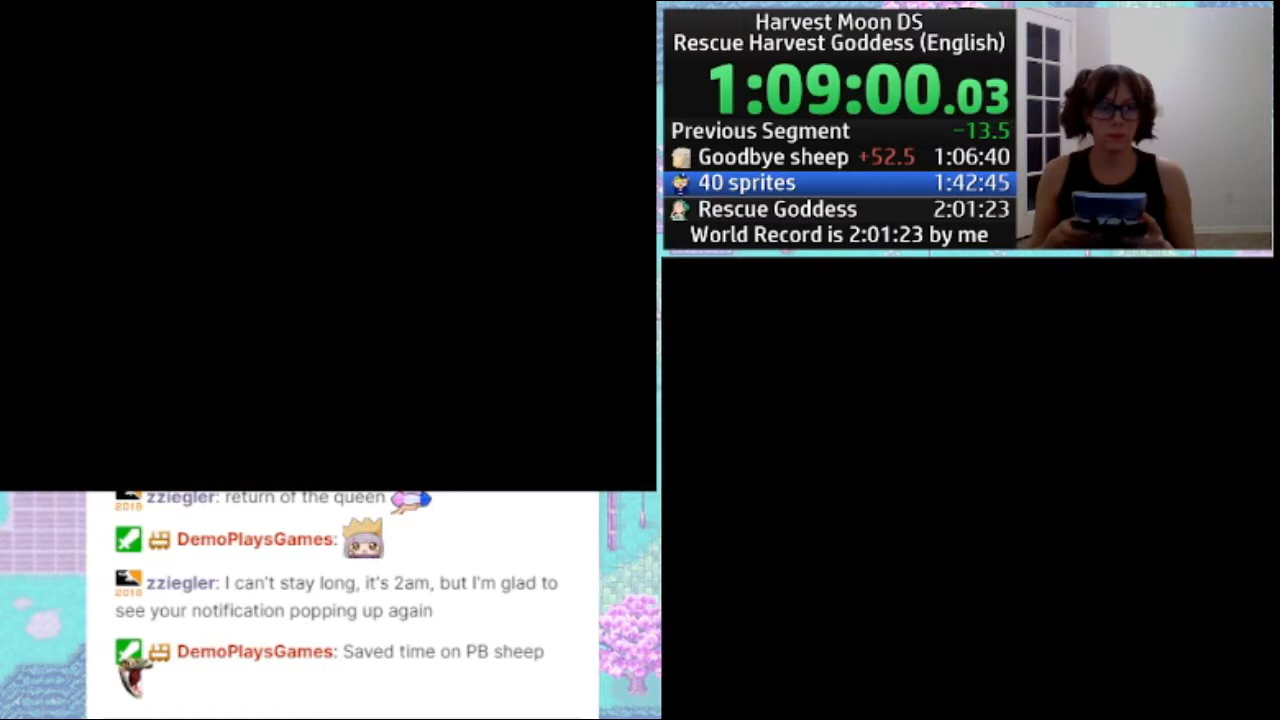 Harvest Moon DS
Rescue Harvest Goddess (English)
1:09:00.03
Previous Segment -13.5
Goodbye sheep +52.5 1:06:40
40 sprites 1:42:45
Rescue Goddess 2:01:23
World Record is 2:01:23 by me
2018 zziegler: return of the queen
DemoPlaysGames:
2018 zziegler: I can't stay long, it's 2am, but I'm glad to
see your notification popping up again
DemoPlaysGames: Saved time on PB sheep